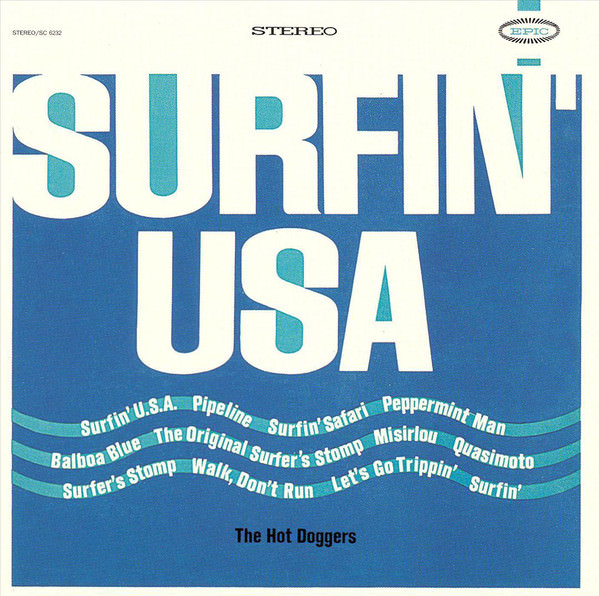 STEREO/SC 6232
STEREO
EPIC
SURFIN'
USA
Surfin' U.S.A. Pipeline Surfin' Safari Peppermint Man
Balboa Blue The Original Surfer's Stomp Misirlou Quasimoto
Surfer's Stomp Walk, Don't Run Let's Go Trippin' Surfin'
The Hot Doggers